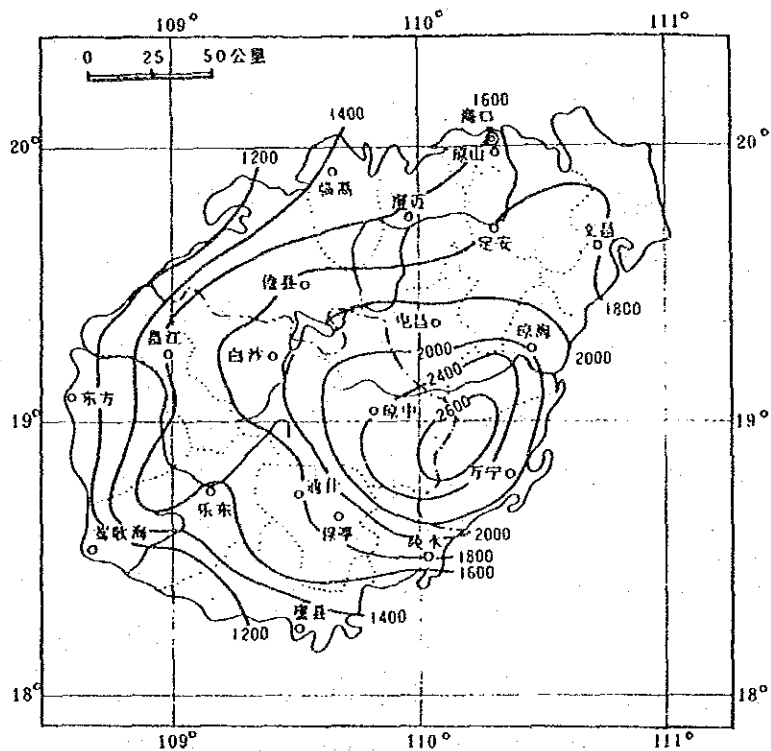 109°
110°
111°
0 25 50公里
1600
海口
1400
20°
20°
1200
临高
澄迈
定安
文昌
儋县
1800
屯昌
琼海
昌江
白沙
2000
2000
2400
19°
东方
琼中
2600
19°
万宁
通什
乐东
保亭
莺歌海
陵水
2000
1800
1600
崖县
1400
1200
18°
18°
109°
110°
111°